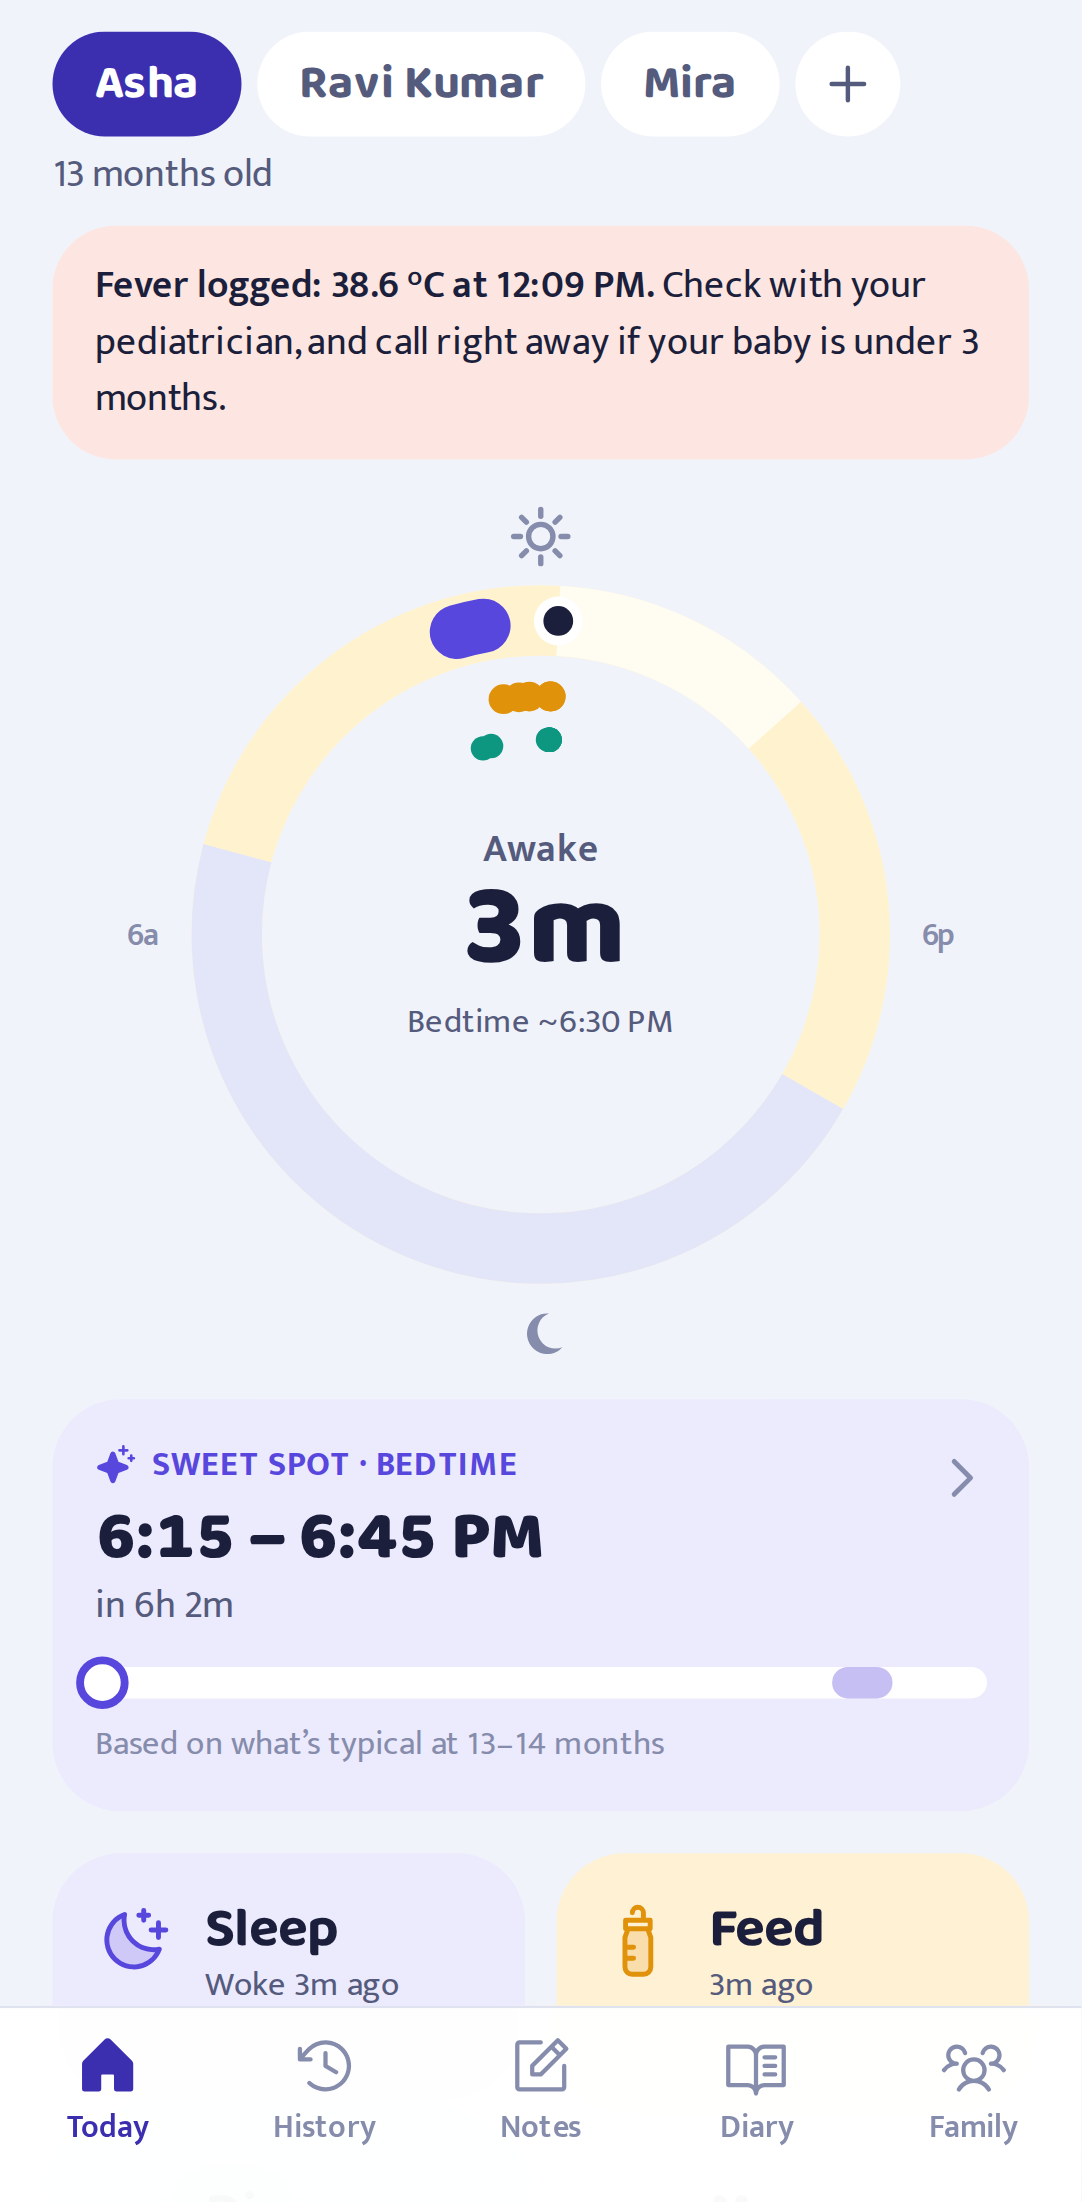 Asha
Ravi Kumar
Mira
13 months old
Fever logged: 38.6 °C at 12:09 PM. Check with your
pediatrician, and call right away if your baby is under 3
months.
6a
6p
Awake
3m
Bedtime ~6:30 PM
SWEET SPOT · BEDTIME
6:15 – 6:45 PM
in 6h 2m
Based on what’s typical at 13–14 months
Sleep
Woke 3m ago
Feed
3m ago
Today
History
Notes
Diary
Family